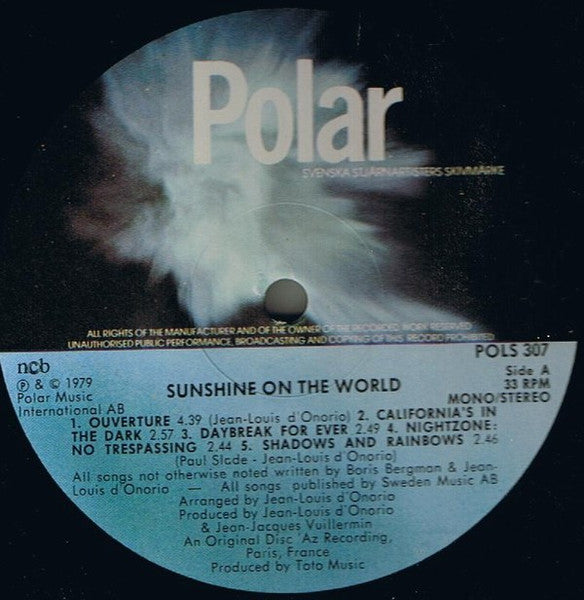 Polar
SVENSKA STJÄRNARTISTERS SKIVMÄRKE
ALL RIGHTS OF THE MANUFACTURER AND OF THE OWNER OF THE RECORDED WORK RESERVED
UNAUTHORISED PUBLIC PERFORMANCE, BROADCASTING AND COPYING OF THIS RECORD PROHIBITED
ncb
POLS 307
℗ & © 1979
Side A
Polar Music
33 RPM
International AB
MONO/STEREO
SUNSHINE ON THE WORLD
1. OUVERTURE 4.39 (Jean-Louis d'Onorio) 2. CALIFORNIA'S IN
THE DARK 2.57 3. DAYBREAK FOR EVER 2.49 4. NIGHTZONE:
NO TRESPASSING 2.44 5. SHADOWS AND RAINBOWS 2.46
(Paul Slade - Jean-Louis d'Onorio)
All songs not otherwise noted written by Boris Bergman & Jean-
Louis d'Onorio — All songs published by Sweden Music AB
Arranged by Jean-Louis d'Onorio
Produced by Jean-Louis d'Onorio
& Jean-Jacques Vuillermin
An Original Disc 'Az Recording,
Paris, France
Produced by Toto Music